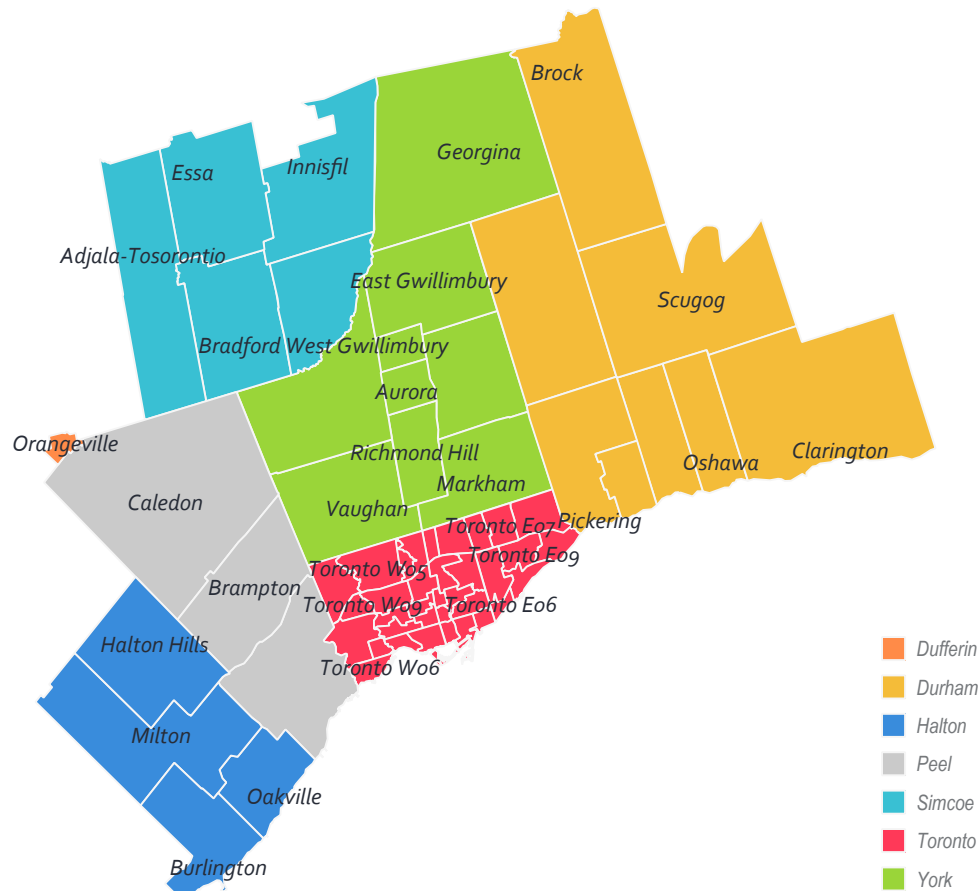 Brock
Georgina
Innisfil
Essa
Adjala-Tosorontio
East Gwillimbury
Scugog
Bradford West Gwillimbury
Aurora
Orangeville
Richmond Hill
Clarington
Oshawa
Markham
Caledon
Vaughan
Pickering
Toronto E07
Toronto E09
Toronto W05
Brampton
Toronto W09
Toronto E06
Halton Hills
Toronto W06
Milton
Oakville
Burlington
Dufferin
Durham
Halton
Peel
Simcoe
Toronto
York